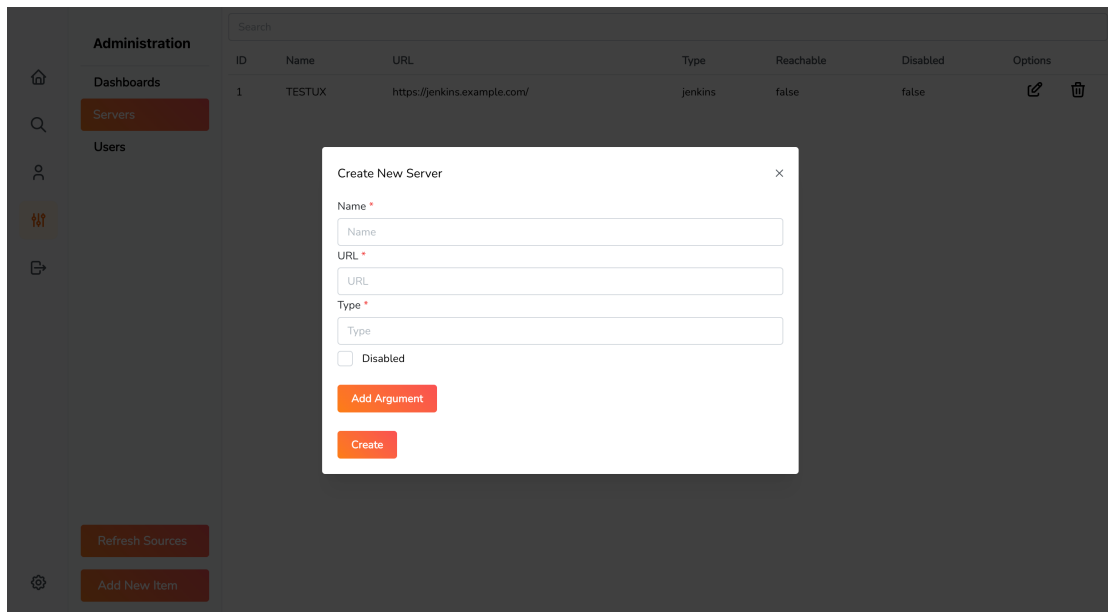 Administration
Dashboards
Servers
Users
Refresh Sources
Add New Item
Search
ID Name URL Type Reachable Disabled Options
1 TESTUX https://jenkins.example.com/ jenkins false false
Create New Server
Name *
Name
URL *
URL
Type *
Type
Disabled
Add Argument
Create